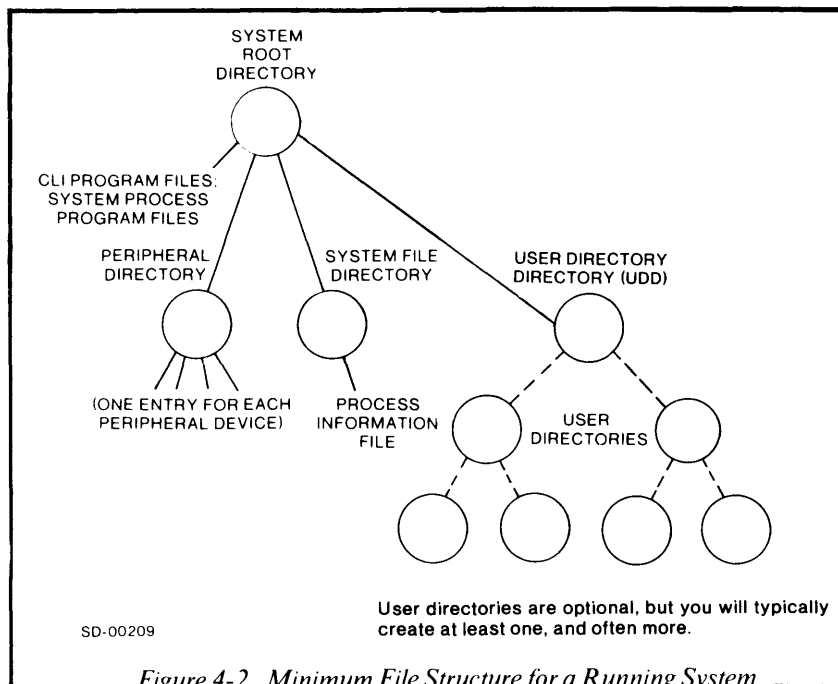 SYSTEM
ROOT
DIRECTORY
CLI PROGRAM FILES;
SYSTEM PROCESS
PROGRAM FILES
PERIPHERAL
DIRECTORY
SYSTEM FILE
DIRECTORY
USER DIRECTORY
DIRECTORY (UDD)
(ONE ENTRY FOR EACH
PERIPHERAL DEVICE)
PROCESS
INFORMATION
FILE
USER
DIRECTORIES
User directories are optional, but you will typically
create at least one, and often more.
SD-00209
Figure 4-2. Minimum File Structure for a Running System